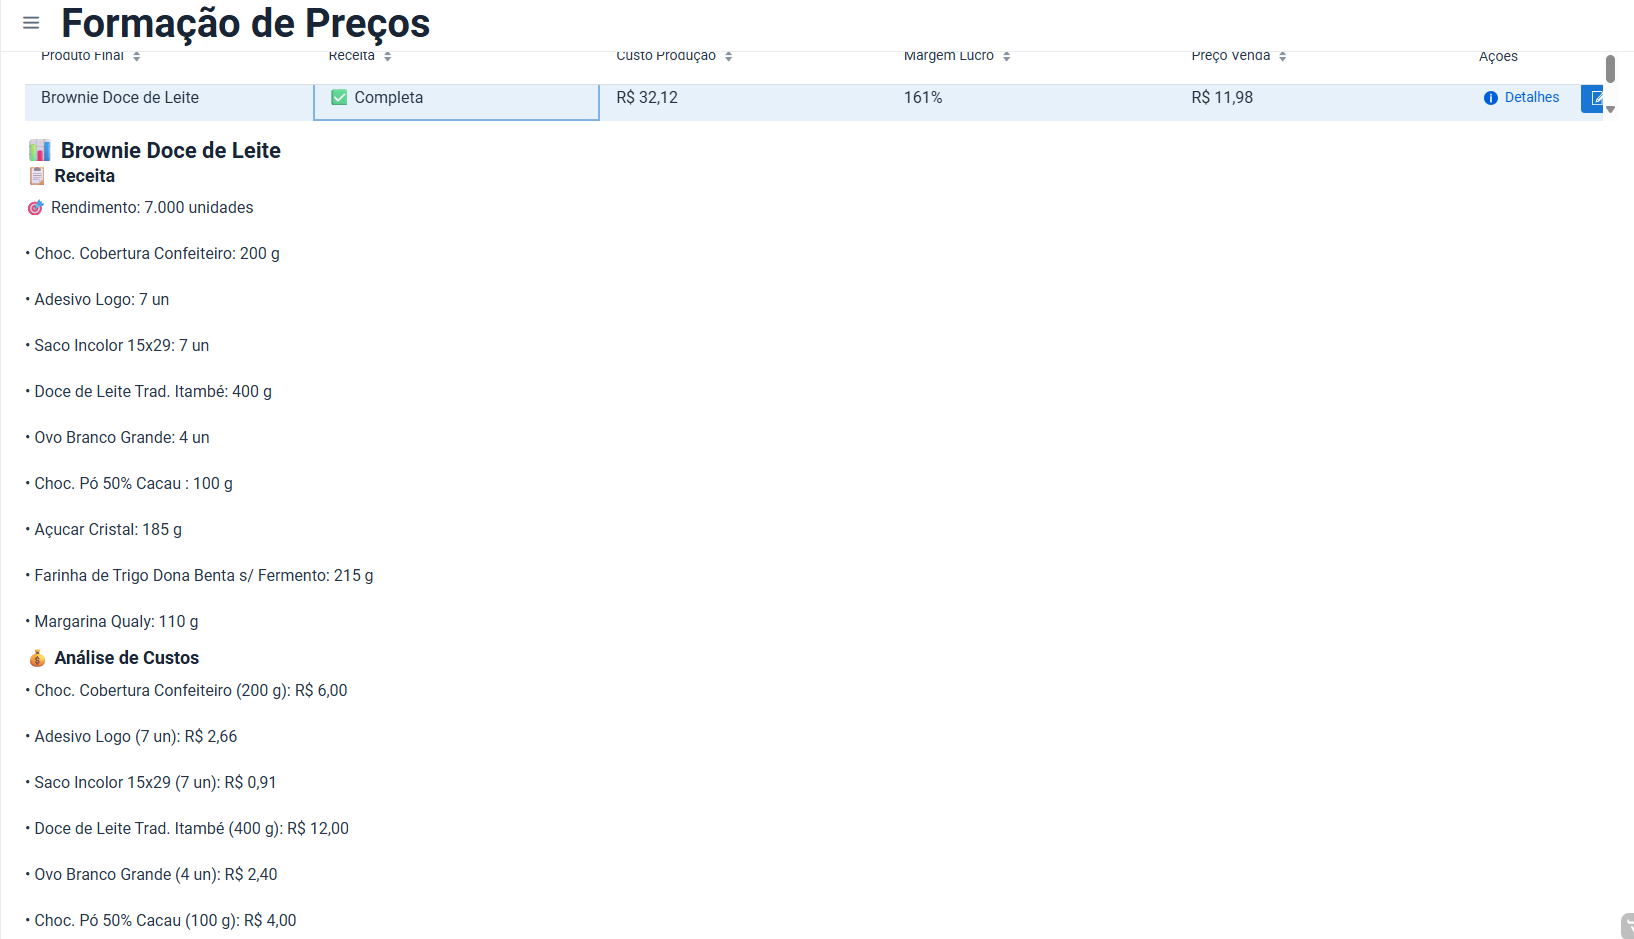 Formação de Preços
Produto Final Receita Custo Produção Margem Lucro Preço Venda Ações
Brownie Doce de Leite ✅ Completa R$ 32,12 161% R$ 11,98 Detalhes
Brownie Doce de Leite
Receita
Rendimento: 7.000 unidades
• Choc. Cobertura Confeiteiro: 200 g
• Adesivo Logo: 7 un
• Saco Incolor 15x29: 7 un
• Doce de Leite Trad. Itambé: 400 g
• Ovo Branco Grande: 4 un
• Choc. Pó 50% Cacau : 100 g
• Açucar Cristal: 185 g
• Farinha de Trigo Dona Benta s/ Fermento: 215 g
• Margarina Qualy: 110 g
Análise de Custos
• Choc. Cobertura Confeiteiro (200 g): R$ 6,00
• Adesivo Logo (7 un): R$ 2,66
• Saco Incolor 15x29 (7 un): R$ 0,91
• Doce de Leite Trad. Itambé (400 g): R$ 12,00
• Ovo Branco Grande (4 un): R$ 2,40
• Choc. Pó 50% Cacau (100 g): R$ 4,00